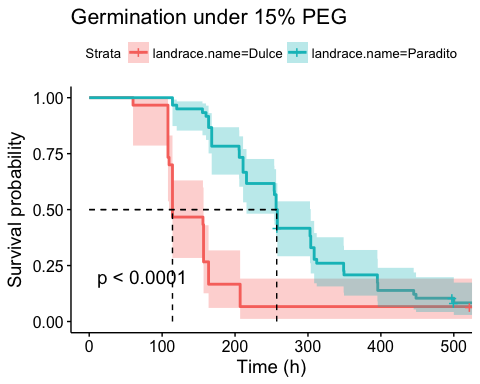 Germination under 15% PEG
Strata landrace.name=Dulce landrace.name=Paradito
Survival probability
1.00
0.75
0.50
0.25
0.00
p < 0.0001
0 100 200 300 400 500
Time (h)